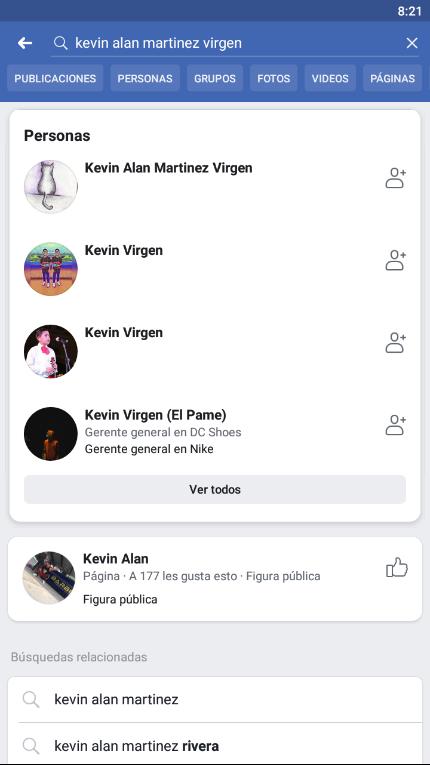 8:21
kevin alan martinez virgen
PUBLICACIONES PERSONAS GRUPOS FOTOS VIDEOS PÁGINAS
Personas
Kevin Alan Martinez Virgen
Kevin Virgen
Kevin Virgen
Kevin Virgen (El Pame)
Gerente general en DC Shoes
Gerente general en Nike
Ver todos
Kevin Alan
Página · A 177 les gusta esto · Figura pública
Figura pública
Búsquedas relacionadas
kevin alan martinez
kevin alan martinez rivera